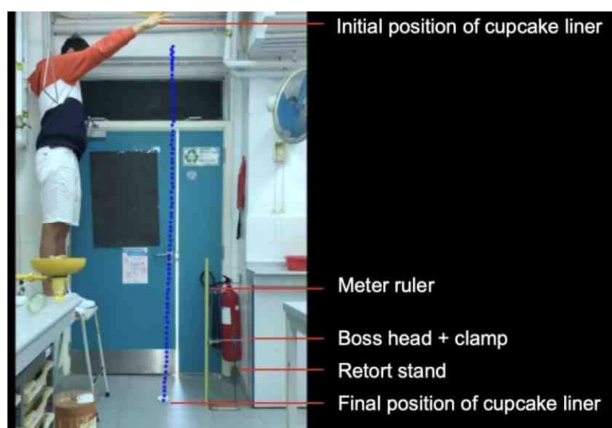 Initial position of cupcake liner
Meter ruler
Boss head + clamp
Retort stand
Final position of cupcake liner